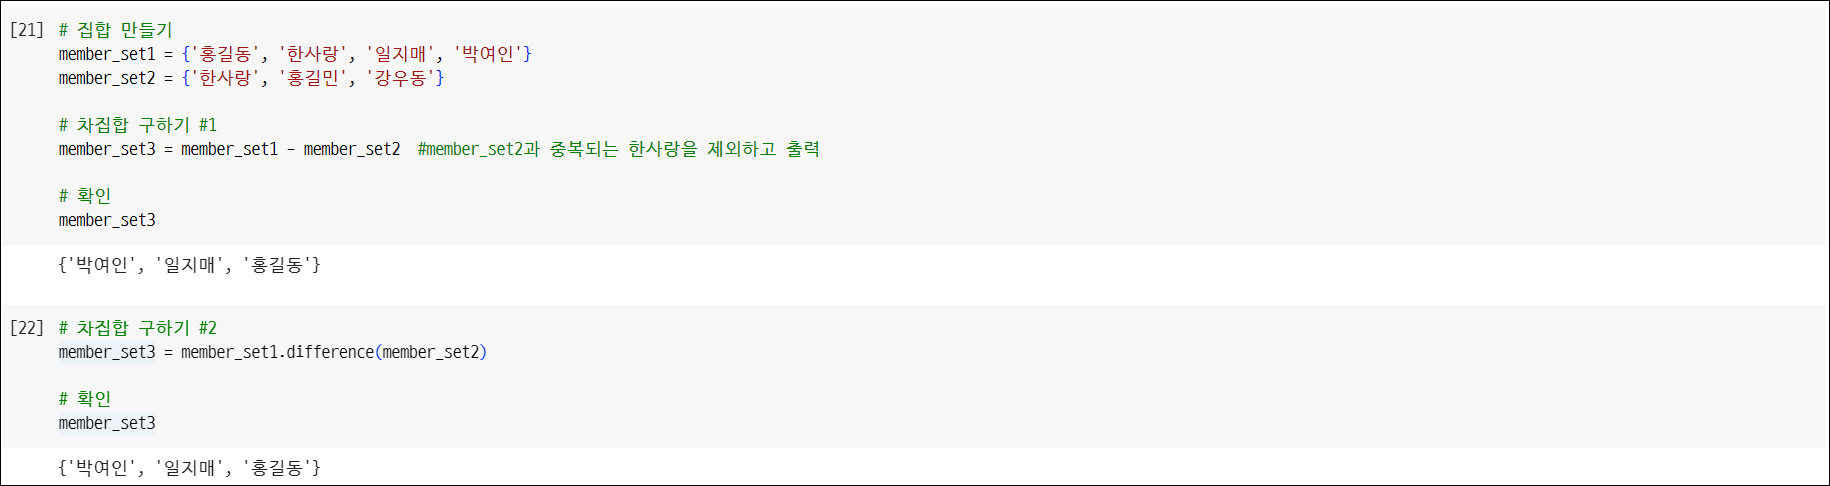 [21] # 집합 만들기
member_set1 = {'홍길동', '한사랑', '일지매', '박여인'}
member_set2 = {'한사랑', '홍길민', '강우동'}
# 차집합 구하기 #1
member_set3 = member_set1 - member_set2  #member_set2과 중복되는 한사랑을 제외하고 출력
# 확인
member_set3
{'박여인', '일지매', '홍길동'}
[22] # 차집합 구하기 #2
member_set3 = member_set1.difference(member_set2)
# 확인
member_set3
{'박여인', '일지매', '홍길동'}